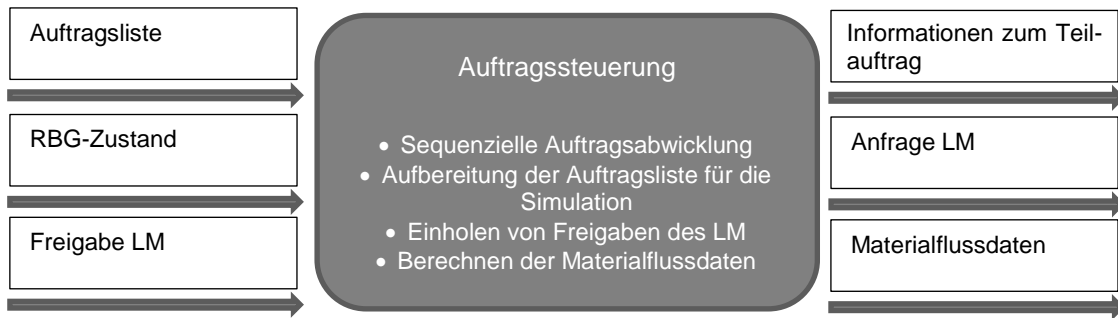 Auftragsliste
RBG-Zustand
Freigabe LM
Auftragssteuerung
• Sequenzielle Auftragsabwicklung
• Aufbereitung der Auftragsliste für die
Simulation
• Einholen von Freigaben des LM
• Berechnen der Materialflussdaten
Informationen zum Teil-
auftrag
Anfrage LM
Materialflussdaten